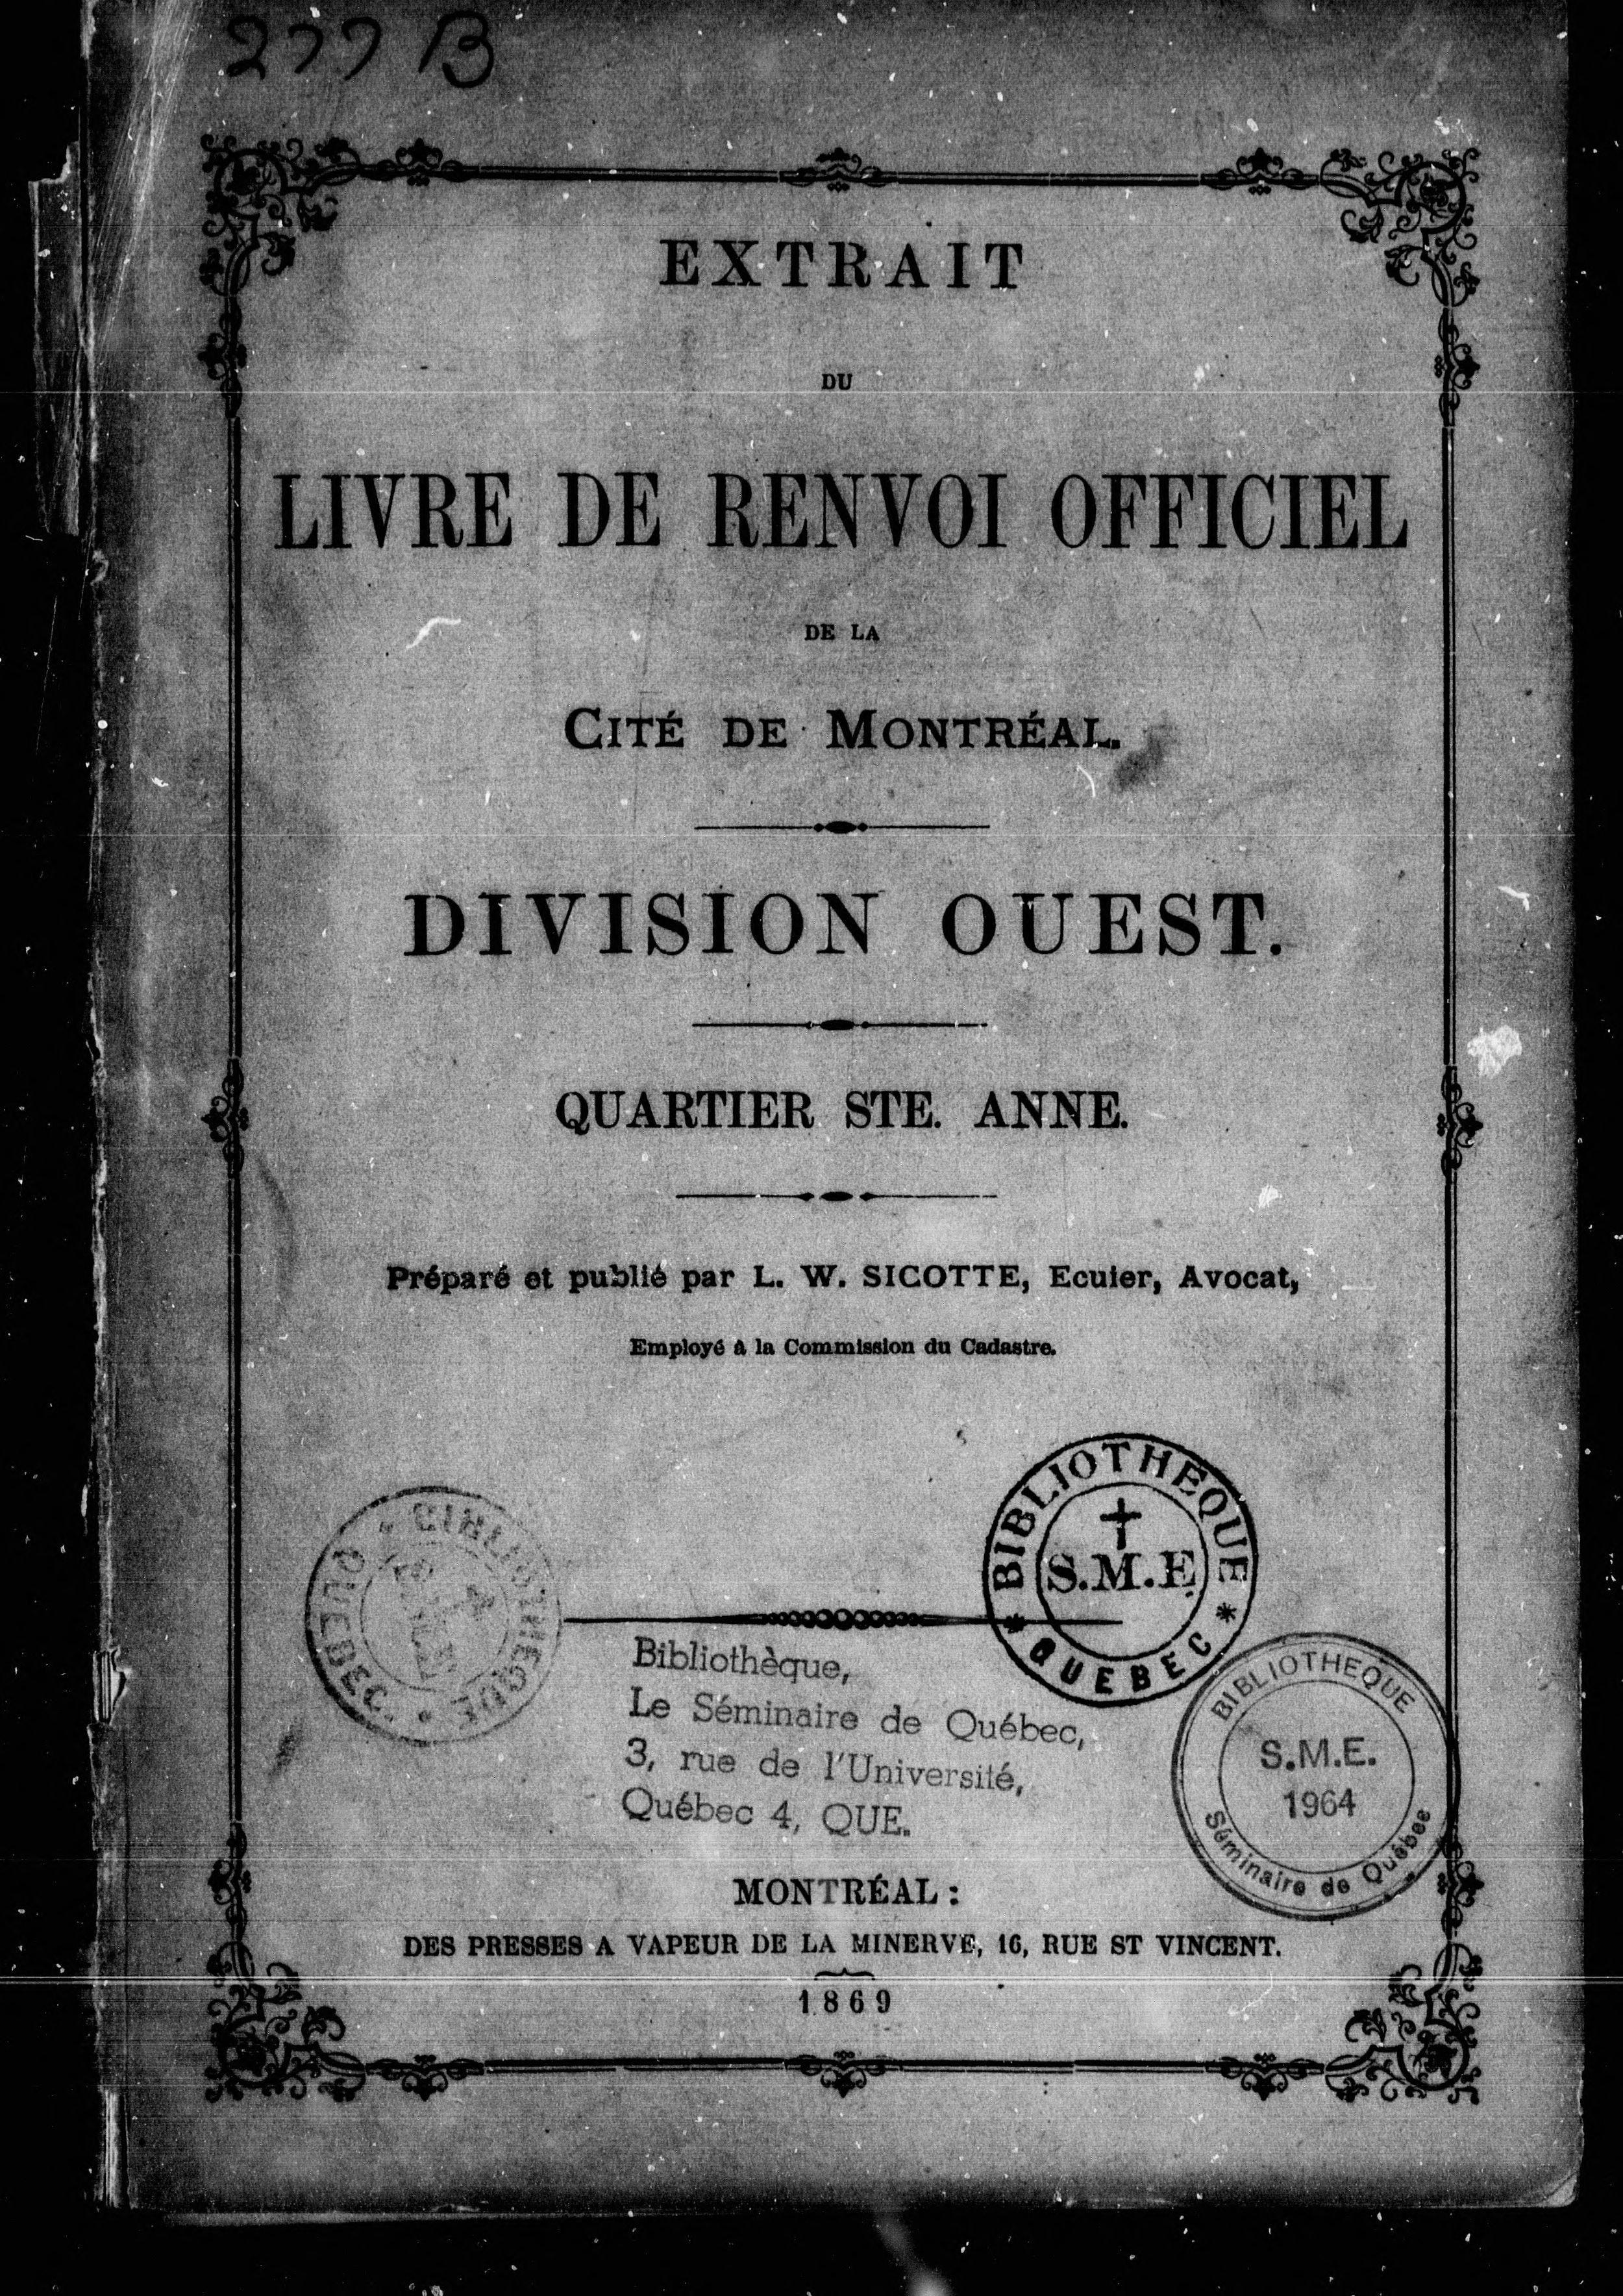 277 B
EXTRAIT
DU
LIVRE DE RENVOI OFFICIEL
DE LA
CITÉ DE MONTRÉAL.
DIVISION OUEST.
QUARTIER STE. ANNE.
Préparé et publié par L. W. SICOTTE, Ecuier, Avocat,
Employé à la Commission du Cadastre.
BIBLIOTHEQUE
S.M.E.
QUEBEC
BIBLIOTHEQUE
QUEBEC
Bibliothèque,
Le Séminaire de Québec,
3, rue de l'Université,
Québec 4, QUE.
BIBLIOTHEQUE
S.M.E.
1964
Séminaire de Québec
MONTRÉAL:
DES PRESSES A VAPEUR DE LA MINERVE, 16, RUE ST VINCENT.
1869